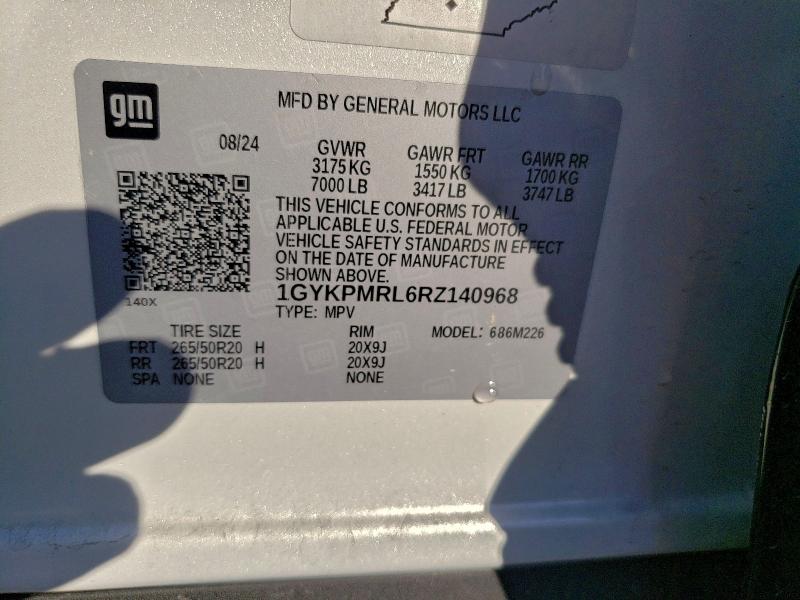 gm
MFD BY GENERAL MOTORS LLC
08/24
GVWR GAWR FRT GAWR RR
3175 KG 1550 KG 1700 KG
7000 LB 3417 LB 3747 LB
THIS VEHICLE CONFORMS TO ALL
APPLICABLE U.S. FEDERAL MOTOR
VEHICLE SAFETY STANDARDS IN EFFECT
ON THE DATE OF MANUFACTURE
SHOWN ABOVE.
140X
1GYKPMRL6RZ140968
TYPE: MPV MODEL: 686M226
TIRE SIZE RIM
FRT 265/50R20 H 20X9J
RR 265/50R20 H 20X9J
SPA NONE NONE